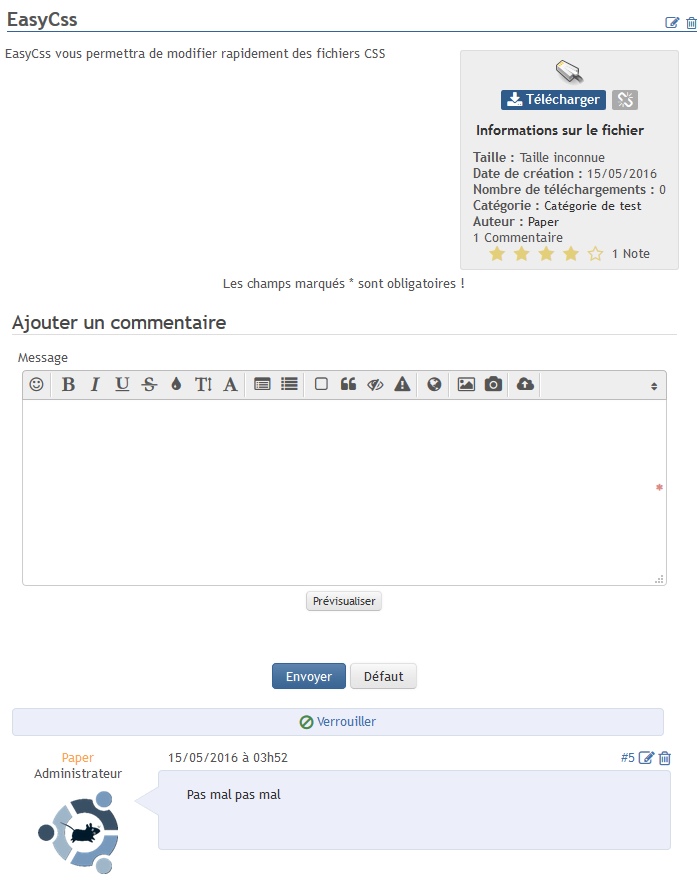 EasyCss
EasyCss vous permettra de modifier rapidement des fichiers CSS
Télécharger
Informations sur le fichier
Taille : Taille inconnue
Date de création : 15/05/2016
Nombre de téléchargements : 0
Catégorie : Catégorie de test
Auteur : Paper
1 Commentaire
1 Note
Les champs marqués * sont obligatoires !
Ajouter un commentaire
Message
B I U S T A
*
Prévisualiser
Envoyer Défaut
Verrouiller
Paper
Administrateur
15/05/2016 à 03h52 #5
Pas mal pas mal